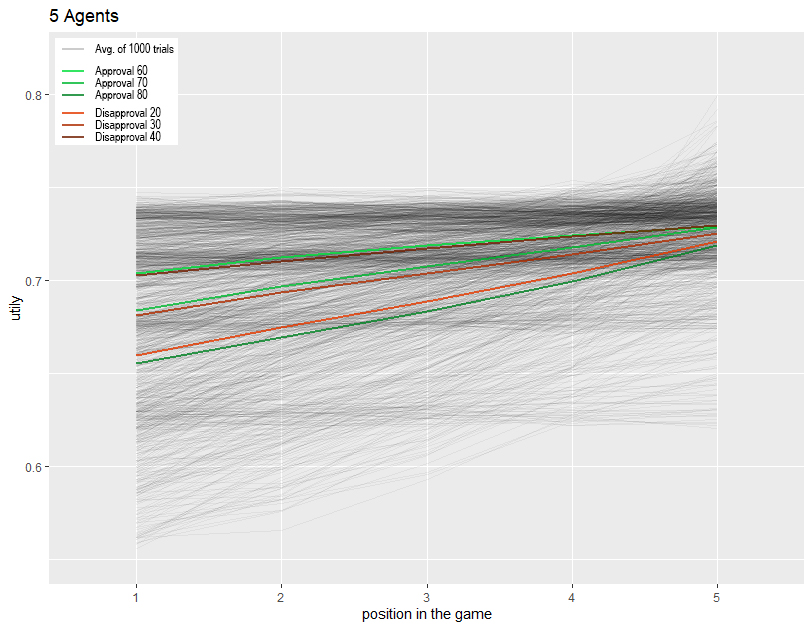 5 Agents
Avg. of 1000 trials
Approval 60
Approval 70
Approval 80
Disapproval 20
Disapproval 30
Disapproval 40
0.8
0.7
0.6
utily
1 2 3 4 5
position in the game